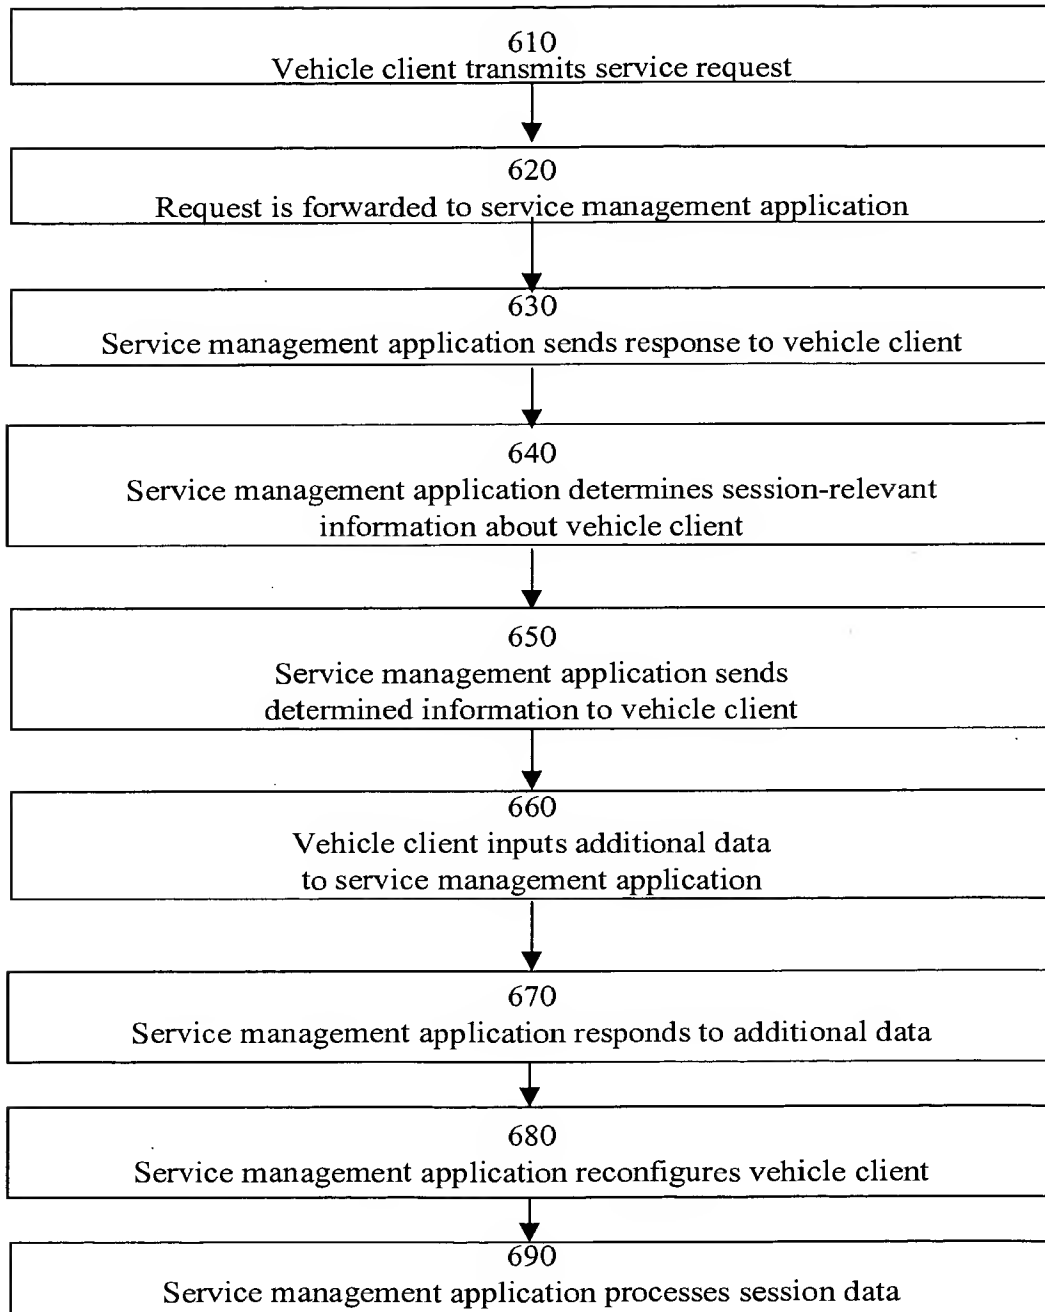 610
Vehicle client transmits service request
620
Request is forwarded to service management application
630
Service management application sends response to vehicle client
640
Service management application determines session-relevant
information about vehicle client
650
Service management application sends
determined information to vehicle client
660
Vehicle client inputs additional data
to service management application
670
Service management application responds to additional data
680
Service management application reconfigures vehicle client
690
Service management application processes session data